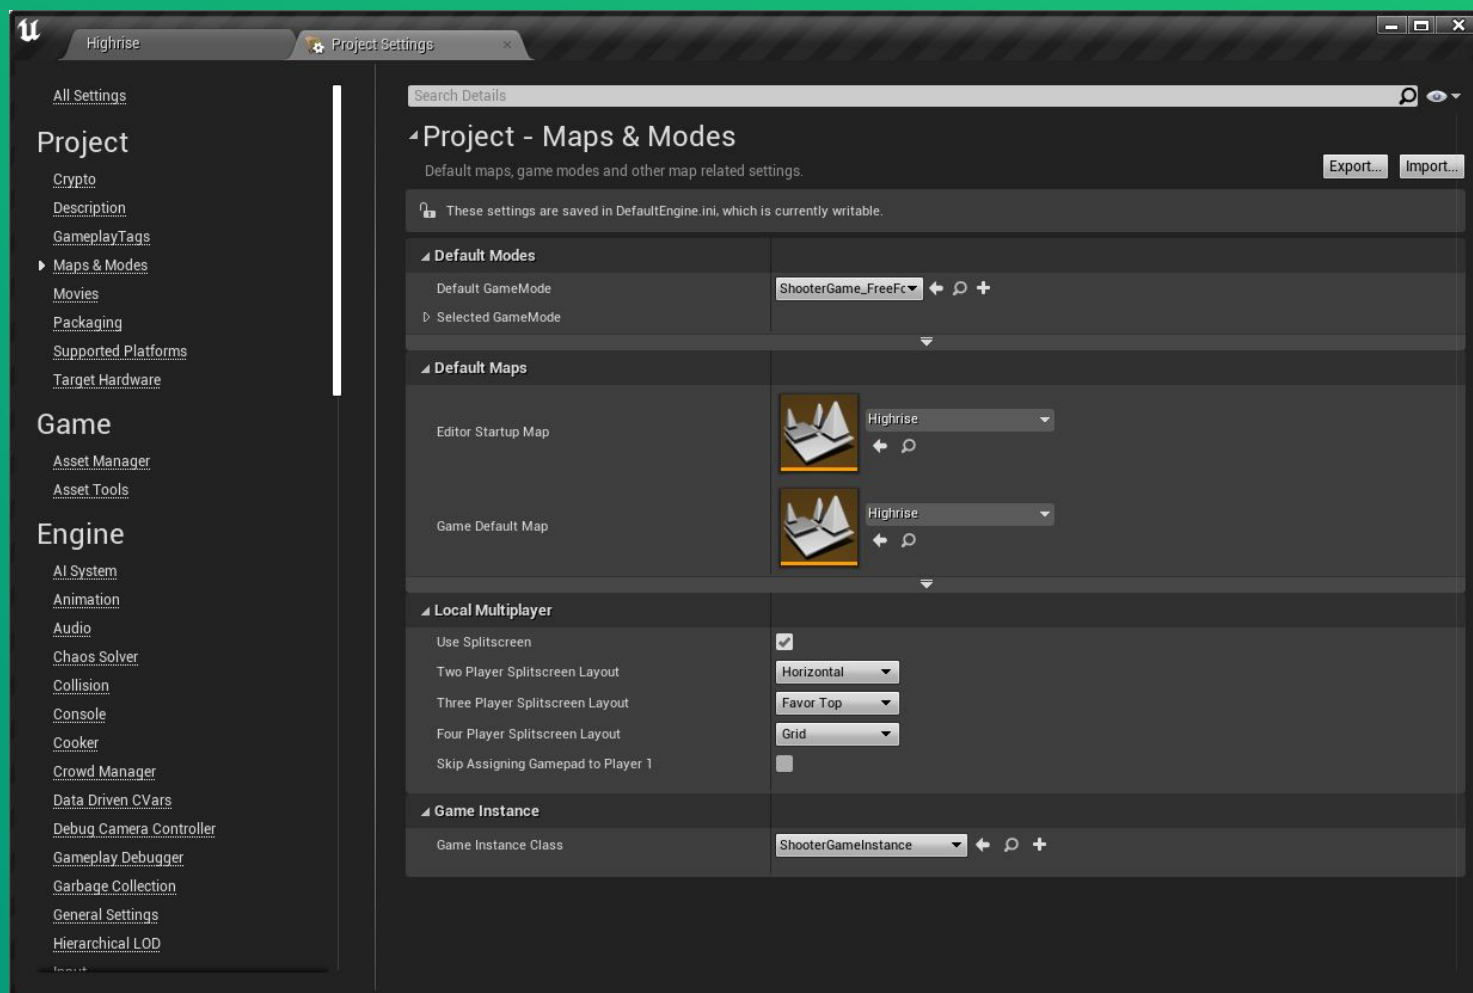 Highrise
Project Settings
All Settings
Project
Crypto
Description
GameplayTags
Maps & Modes
Movies
Packaging
Supported Platforms
Target Hardware
Game
Asset Manager
Asset Tools
Engine
AI System
Animation
Audio
Chaos Solver
Collision
Console
Cooker
Crowd Manager
Data Driven CVars
Debug Camera Controller
Gameplay Debugger
Garbage Collection
General Settings
Hierarchical LOD
Input
Search Details
Project - Maps & Modes
Default maps, game modes and other map related settings.
Export... Import...
These settings are saved in DefaultEngine.ini, which is currently writable.
Default Modes
Default GameMode ShooterGame_FreeFo
Selected GameMode
Default Maps
Editor Startup Map Highrise
Game Default Map Highrise
Local Multiplayer
Use Splitscreen
Two Player Splitscreen Layout Horizontal
Three Player Splitscreen Layout Favor Top
Four Player Splitscreen Layout Grid
Skip Assigning Gamepad to Player 1
Game Instance
Game Instance Class ShooterGameInstance